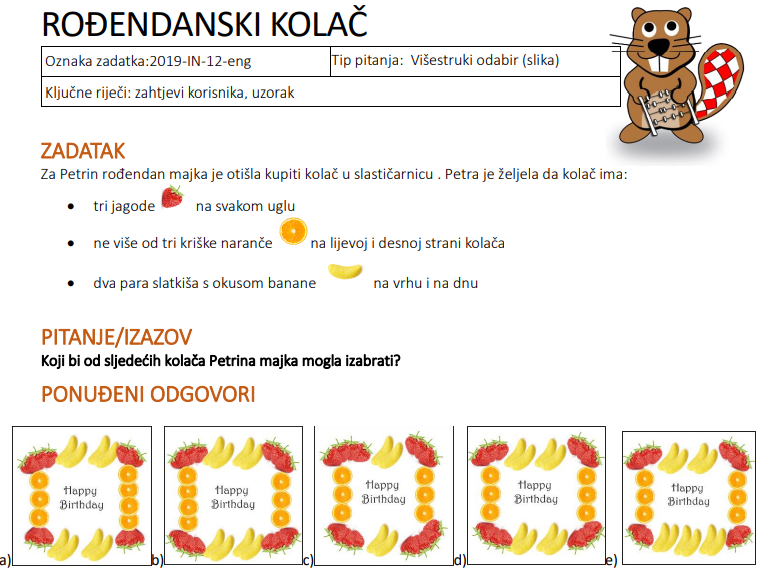 ROĐENDANSKI KOLAČ
Oznaka zadatka:2019-IN-12-eng
Tip pitanja: Višestruki odabir (slika)
Ključne riječi: zahtjevi korisnika, uzorak
ZADATAK
Za Petrin rođendan majka je otišla kupiti kolač u slastičarnicu . Petra je željela da kolač ima:
• tri jagode na svakom uglu
• ne više od tri kriške naranče na lijevoj i desnoj strani kolača
• dva para slatkiša s okusom banane na vrhu i na dnu
PITANJE/IZAZOV
Koji bi od sljedećih kolača Petrina majka mogla izabrati?
PONUĐENI ODGOVORI
a)
Happy
Birthday
b)
Happy
Birthday
c)
Happy
Birthday
d)
Happy
Birthday
e)
Happy
Birthday